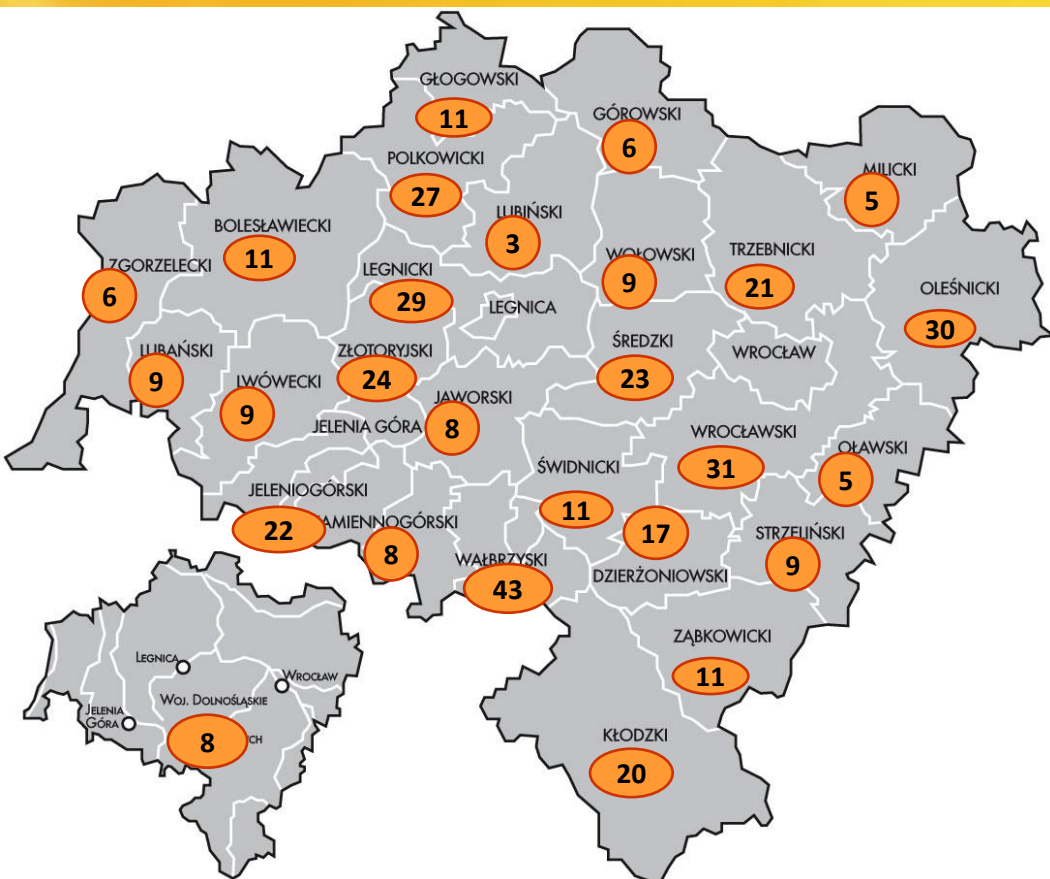 GŁOGOWSKI
11
GÓROWSKI
6
POLKOWICKI
27
MILICKI
5
LUBIŃSKI
3
BOLESŁAWIECKI
11
ZGORZELECKI
6
LEGNICKI
29
WOŁOWSKI
9
TRZEBNICKI
21
OLEŚNICKI
30
LEGNICA
LUBAŃSKI
9
ZŁOTORYJSKI
24
ŚREDZKI
23
WROCŁAW
LWÓWECKI
9
JAWORSKI
8
JELENIA GÓRA
WROCŁAWSKI
31
OŁAWSKI
5
ŚWIDNICKI
11
JELENIOGÓRSKI
22
KAMIENNOGÓRSKI
8
17
DZIERŻONIOWSKI
STRZELIŃSKI
9
WAŁBRZYSKI
43
ZĄBKOWICKI
11
KŁODZKI
20
LEGNICA
WROCŁAW
WOJ. DOLNOŚLĄSKIE
JELENIA
GÓRA
8
CH